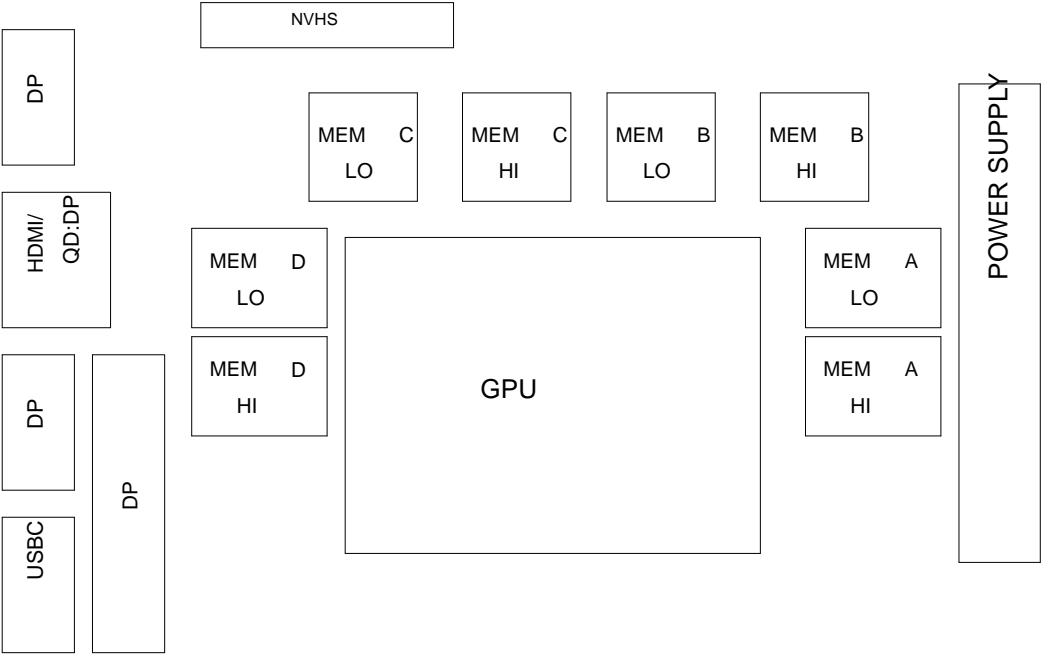 NVHS
DP
MEM C
LO
MEM C
HI
MEM B
LO
MEM B
HI
POWER SUPPLY
HDMI/
QD:DP
MEM D
LO
MEM A
LO
MEM D
HI
GPU
MEM A
HI
DP
DP
USBC